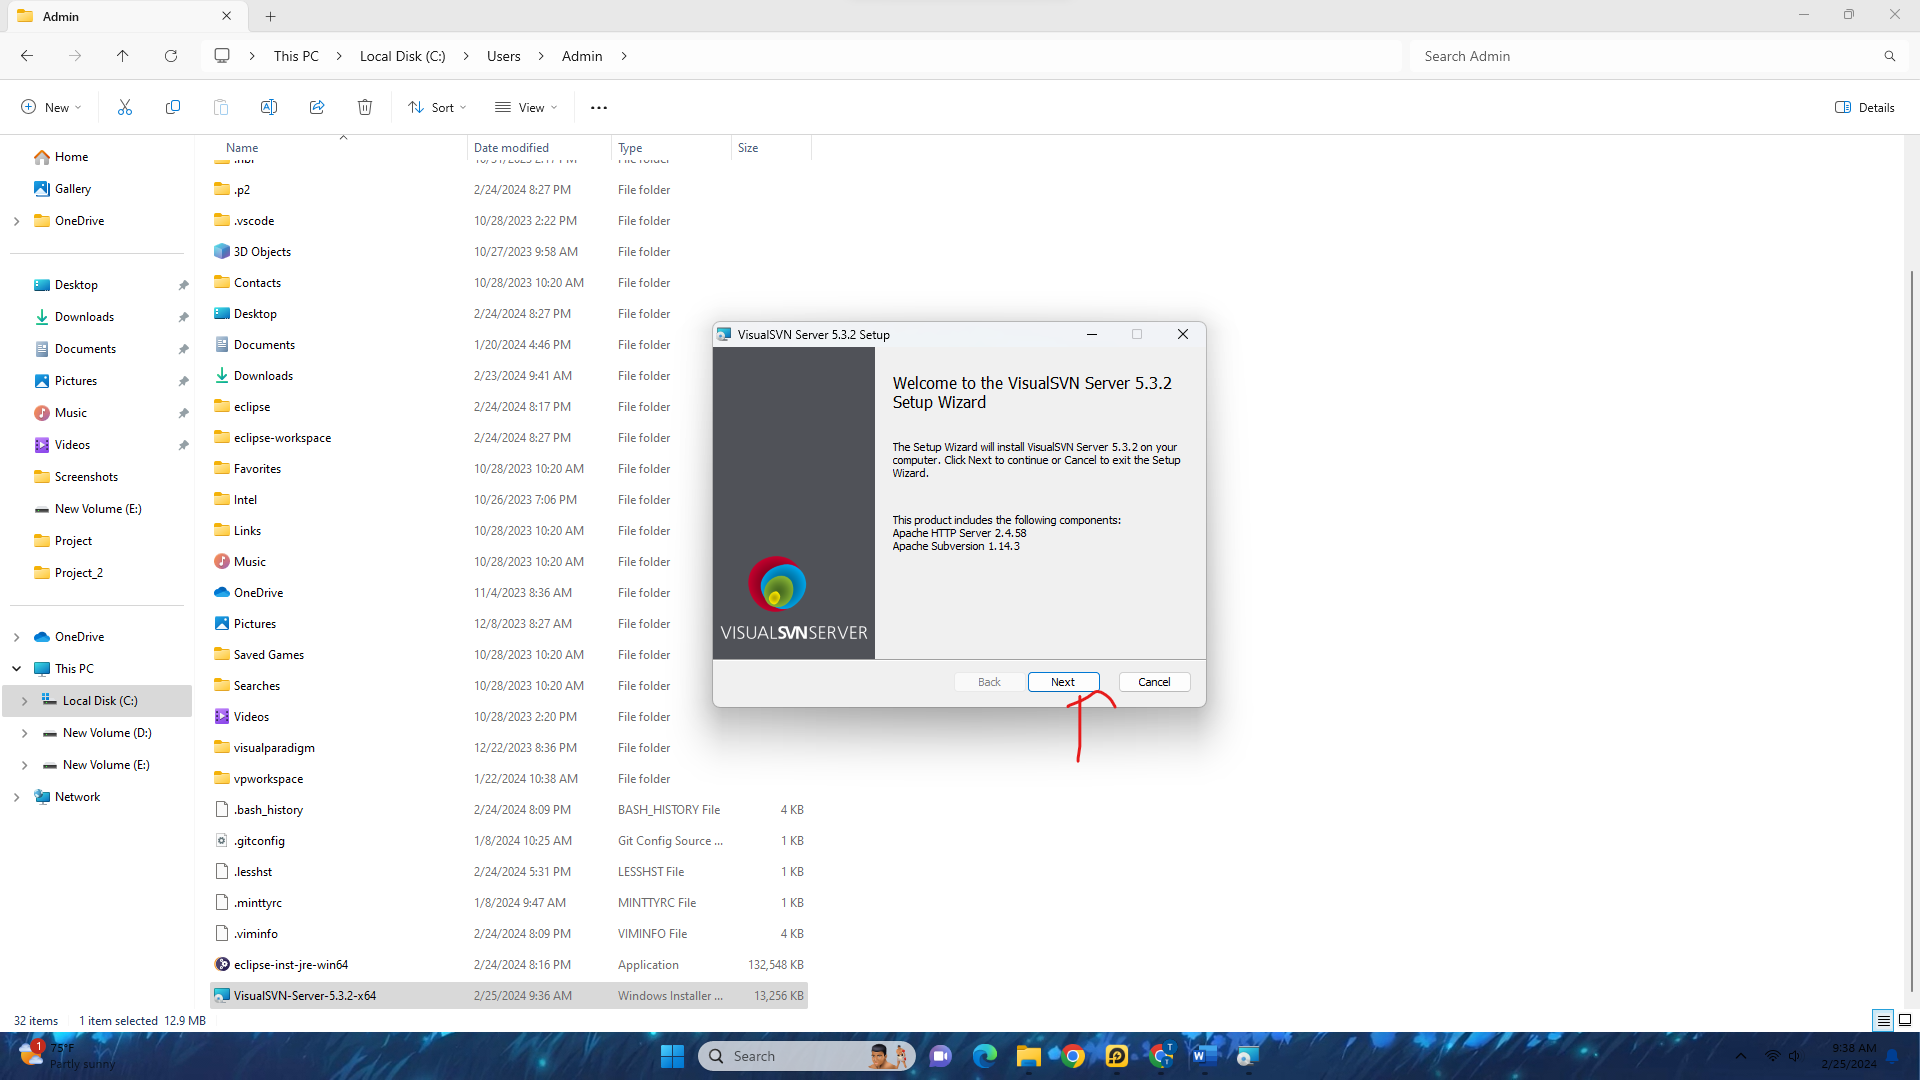 Admin
This PC
Local Disk (C:)
Users
Admin
Search Admin
New
Sort
View
Details
Name
Date modified
Type
Size
Home
Gallery
OneDrive
Desktop
Downloads
Documents
Pictures
Music
Videos
Screenshots
New Volume (E:)
Project
Project_2
OneDrive
This PC
Local Disk (C:)
New Volume (D:)
New Volume (E:)
Network
.p2 2/24/2024 8:27 PM File folder
.vscode 10/28/2023 2:22 PM File folder
3D Objects 10/27/2023 9:58 AM File folder
Contacts 10/28/2023 10:20 AM File folder
Desktop 2/24/2024 8:27 PM File folder
Documents 1/20/2024 4:46 PM File folder
Downloads 2/23/2024 9:41 AM File folder
eclipse 2/24/2024 8:17 PM File folder
eclipse-workspace 2/24/2024 8:27 PM File folder
Favorites 10/28/2023 10:20 AM File folder
Intel 10/26/2023 7:06 PM File folder
Links 10/28/2023 10:20 AM File folder
Music 10/28/2023 10:20 AM File folder
OneDrive 11/4/2023 8:36 AM File folder
Pictures 12/8/2023 8:27 AM File folder
Saved Games 10/28/2023 10:20 AM File folder
Searches 10/28/2023 10:20 AM File folder
Videos 10/28/2023 2:20 PM File folder
visualparadigm 12/22/2023 8:36 PM File folder
vpworkspace 1/22/2024 10:38 AM File folder
.bash_history 2/24/2024 8:09 PM BASH_HISTORY File 4 KB
.gitconfig 1/8/2024 10:25 AM Git Config Source ... 1 KB
.lesshst 2/24/2024 5:31 PM LESSHST File 1 KB
.minttyrc 1/8/2024 9:47 AM MINTTYRC File 1 KB
.viminfo 2/24/2024 8:09 PM VIMINFO File 4 KB
eclipse-inst-jre-win64 2/24/2024 8:16 PM Application 132,548 KB
VisualSVN-Server-5.3.2-x64 2/25/2024 9:36 AM Windows Installer ... 13,256 KB
VisualSVN Server 5.3.2 Setup
Welcome to the VisualSVN Server 5.3.2
Setup Wizard
The Setup Wizard will install VisualSVN Server 5.3.2 on your
computer. Click Next to continue or Cancel to exit the Setup
Wizard.
This product includes the following components:
Apache HTTP Server 2.4.58
Apache Subversion 1.14.3
VISUALSVNSERVER
Back
Next
Cancel
32 items
1 item selected 12.9 MB
1
75°F
Partly sunny
Search
T
W
9:38 AM
2/25/2024